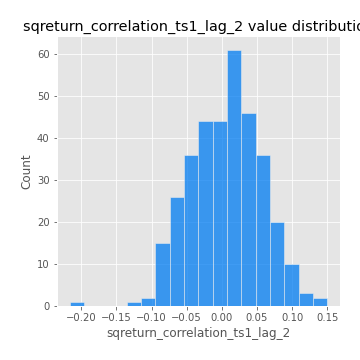 sqreturn_correlation_ts1_lag_2 value distributio
60
50
40
30
20
10
0
Count
−0.20 −0.15 −0.10 −0.05 0.00 0.05 0.10 0.15
sqreturn_correlation_ts1_lag_2